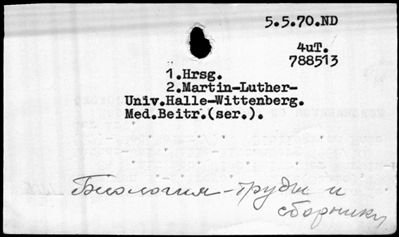 5.5.70.ND
4uT.
788513
1.Hrsg.
2.Martin-Luther-
Univ.Halle-Wittenberg.
Med.Beitr.(ser.).
Биология-труды и
сборники